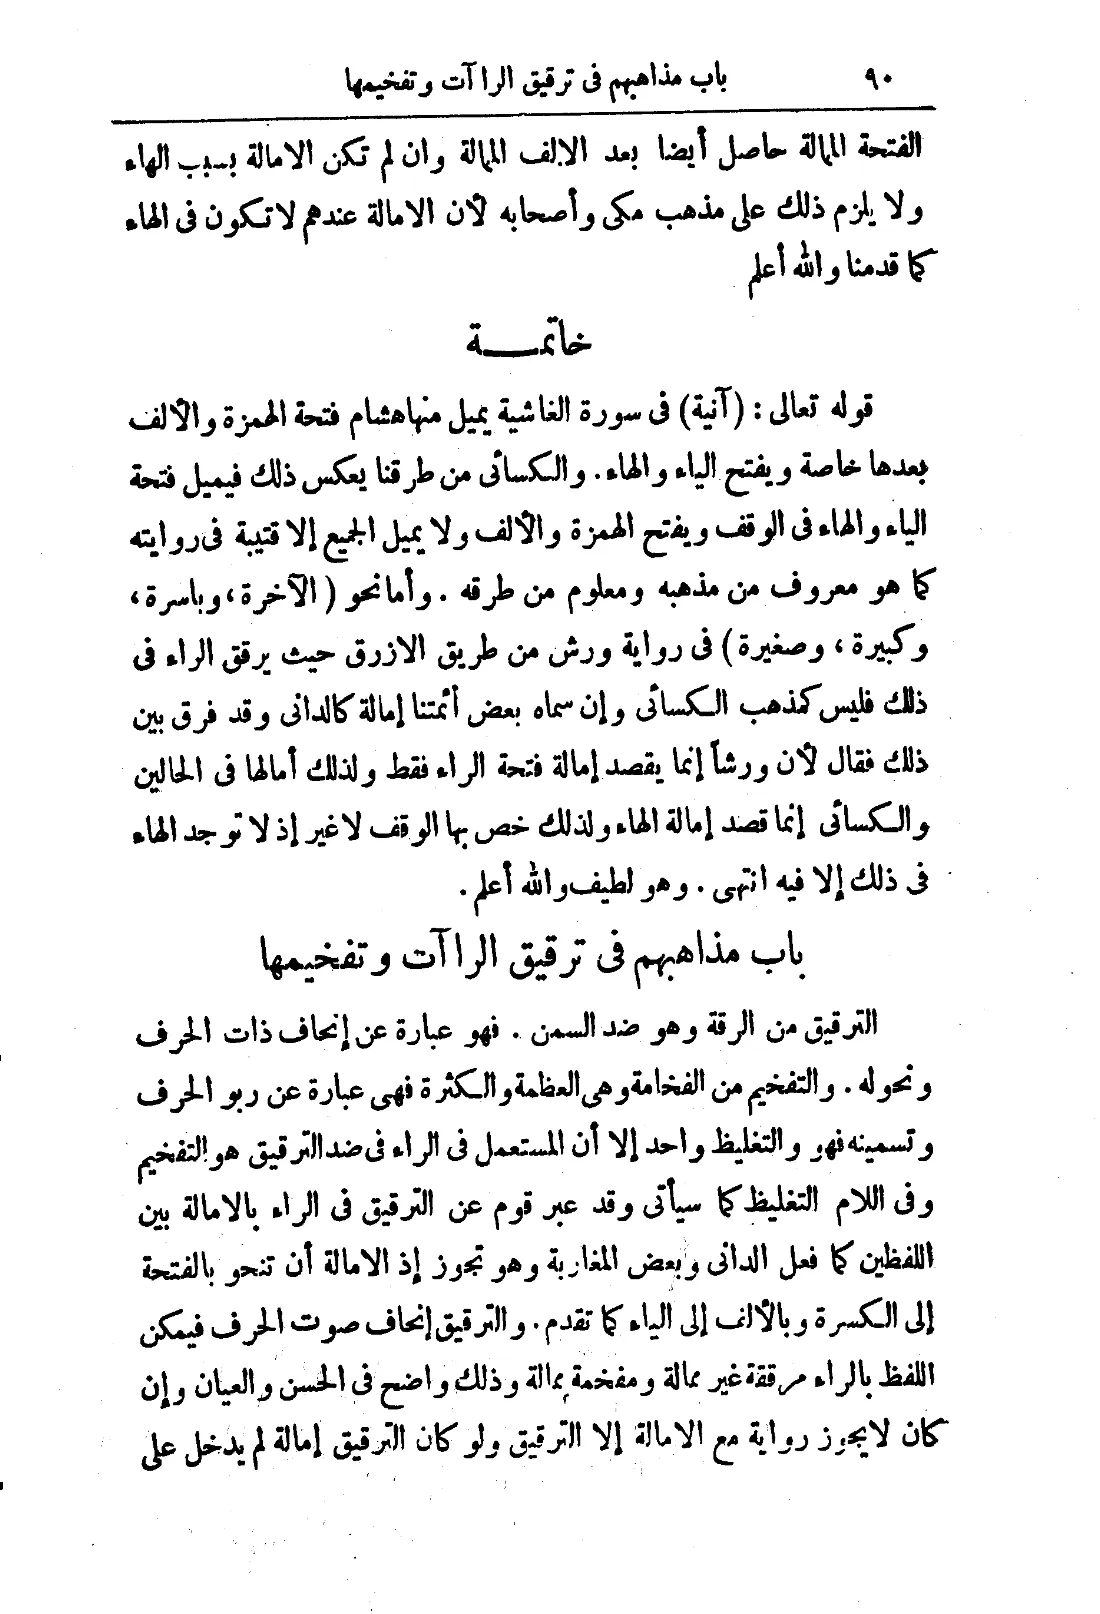 ٩٠ باب مذاهبهم فى ترقيق الراآت وتفخيمها
الفتحة الممالة حاصل أيضا بعد الالف الممالة وان لم تكن الامالة بسبب الهاء
ولا يلزم ذلك على مذهب مكى وأصحابه لأن الامالة عندهم لا تكون فى الهاء
كما قدمنا والله أعلم
خاتمـــة
قوله تعالى : (آنية) فى سورة الغاشية يميل منها هشام فتحة الهمزة والألف
بعدها خاصة ويفتح الياء والهاء . والكسائى من طرقنا يعكس ذلك فيميل فتحة
الياء والهاء فى الوقف ويفتح الهمزة والألف ولا يميل الجميع إلا قتيبة فى روايته
كما هو معروف من مذهبه ومعلوم من طرقه . وأما نحو ( الآخرة ، وباسرة ،
وكبيرة ، وصغيرة ) فى رواية ورش من طريق الازرق حيث يرقق الراء فى
ذلك فليس كمذهب الكسائى وإن سماه بعض أئمتنا إمالة كالدانى وقد فرق بين
ذلك فقال لأن ورشاً إنما يقصد إمالة فتحة الراء فقط ولذلك أمالها فى الحالين
والكسائى إنما قصد إمالة الهاء ولذلك خص بها الوقف لا غير إذ لا توجد الهاء
فى ذلك إلا فيه انتهى . وهو لطيف والله أعلم .
باب مذاهبهم فى ترقيق الراآت وتفخيمها
الترقيق من الرقة وهو ضد السمن . فهو عبارة عن إنحاف ذات الحرف
ونحوله . والتفخيم من الفخامة وهى العظمة والكثرة فهى عبارة عن ربو الحرف
وتسمينه فهو والتغليظ واحد إلا أن المستعمل فى الراء فى ضد الترقيق هو التفخيم
وفى اللام التغليظ كما سيأتى وقد عبر قوم عن الترقيق فى الراء بالامالة بين
اللفظين كما فعل الدانى وبعض المغاربة وهو تجوز إذ الامالة أن تنحو بالفتحة
إلى الكسرة وبالألف إلى الياء كما تقدم . والترقيق إنحاف صوت الحرف فيمكن
اللفظ بالراء مرققة غير ممالة ومفخمة ممالة وذلك واضح فى الحسن والعيان وإن
كان لا يجوز رواية مع الامالة إلا الترقيق ولو كان الترقيق إمالة لم يدخل على